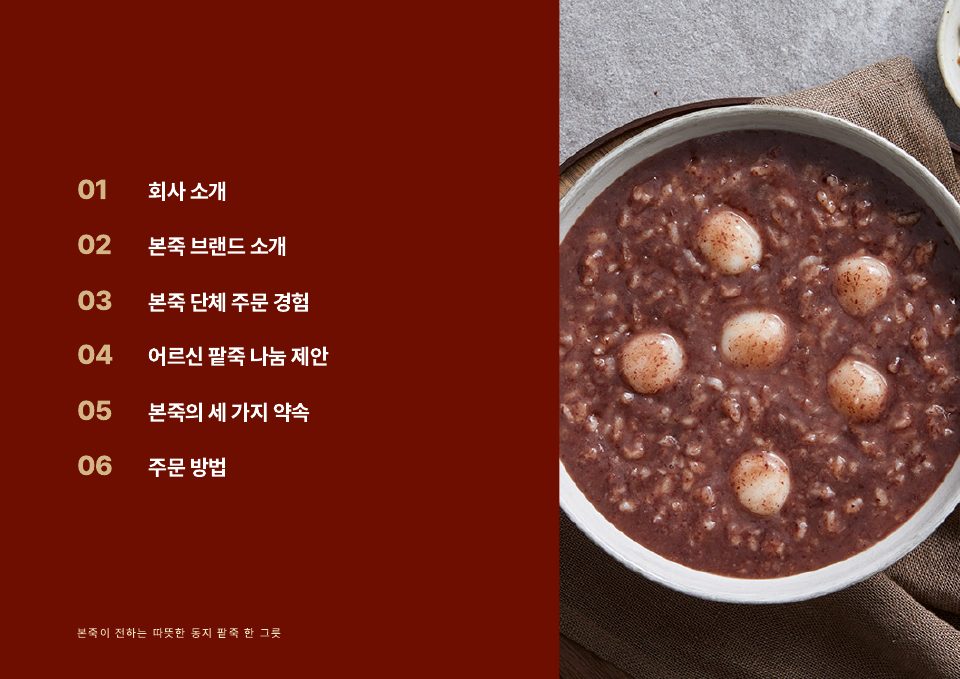 01 회사 소개
02 본죽 브랜드 소개
03 본죽 단체 주문 경험
04 어르신 팥죽 나눔 제안
05 본죽의 세 가지 약속
06 주문 방법
본죽이 전하는 따뜻한 동지 팥죽 한 그릇